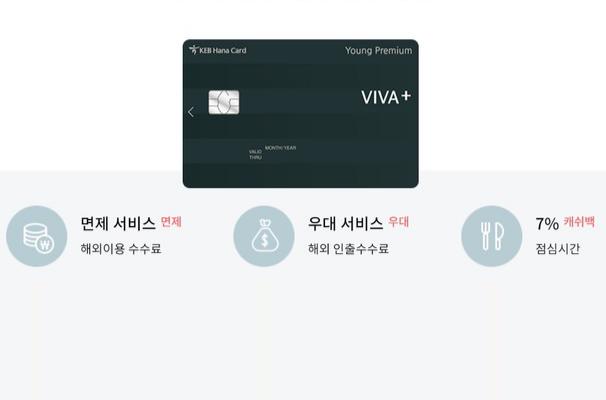 KEB Hana Card
Young Premium
VIVA+
MONTH/YEAR
VALID
THRU
면제 서비스 면제
해외이용 수수료
우대 서비스 우대
해외 인출수수료
7% 캐쉬백
점심시간